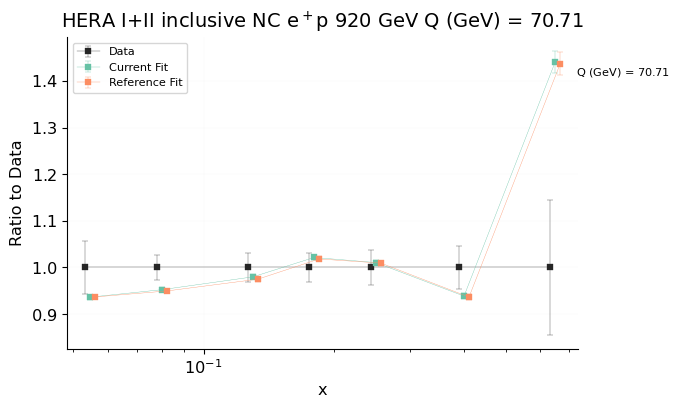 HERA I+II inclusive NC e⁺p 920 GeV Q (GeV) = 70.71
Data
Current Fit
Reference Fit
Q (GeV) = 70.71
Ratio to Data
1.4
1.3
1.2
1.1
1.0
0.9
10⁻¹
x